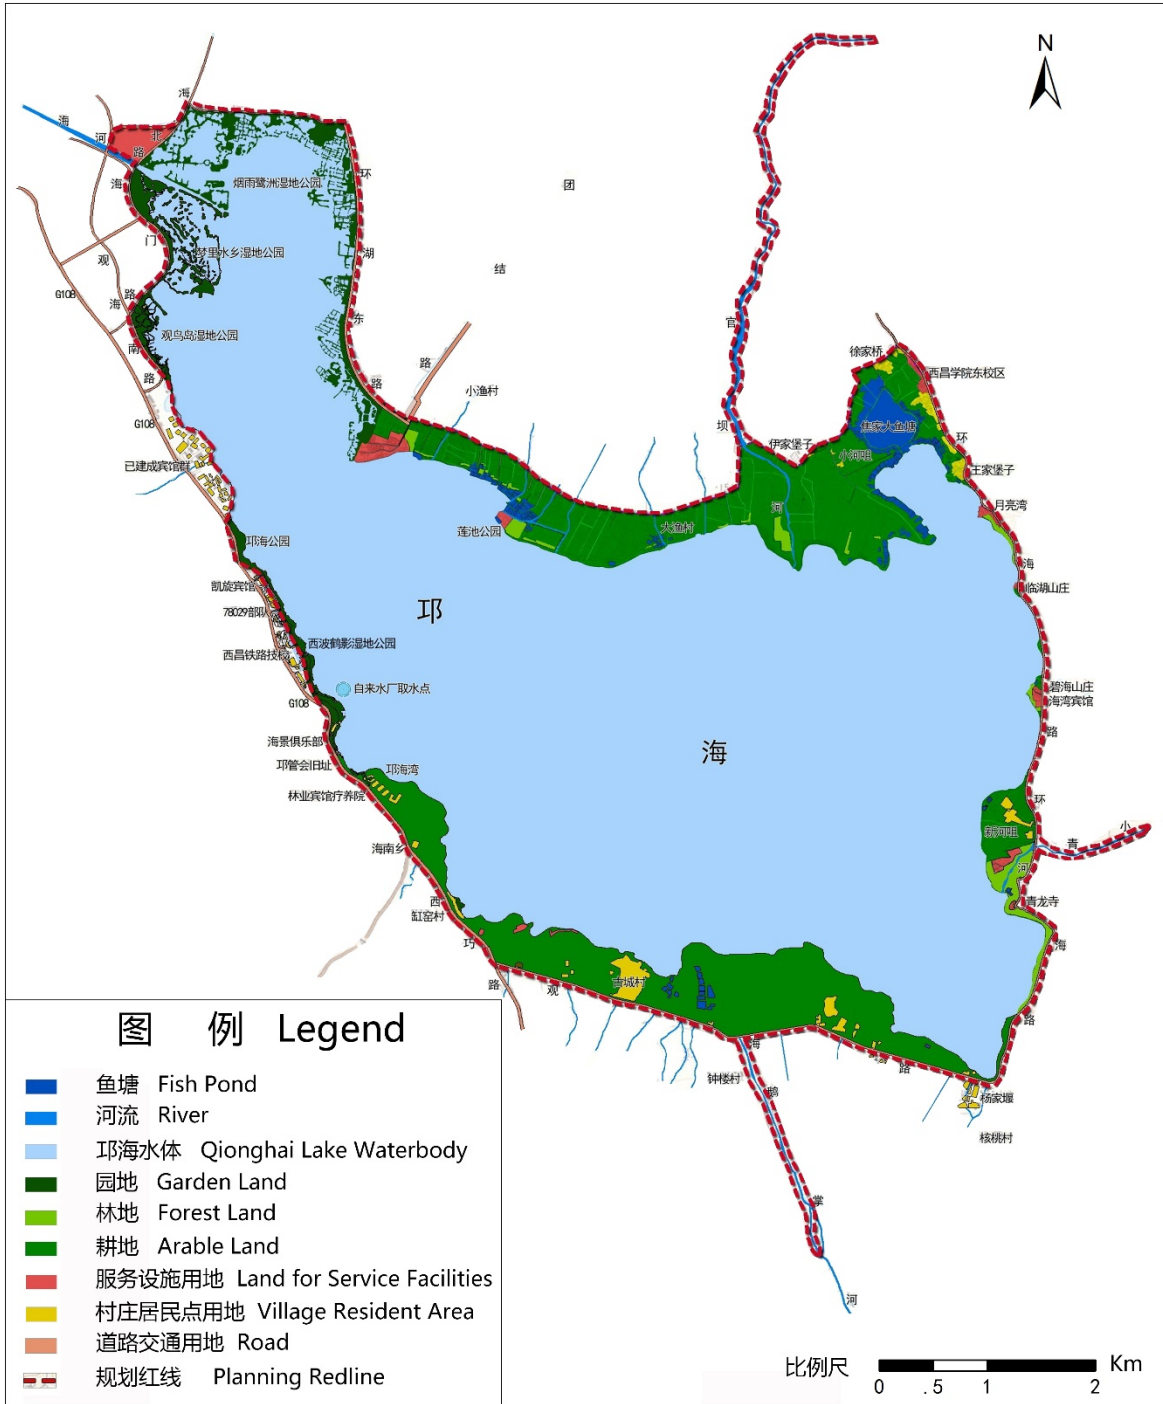 N
海
海
河
北
路
海
烟雨鹭洲湿地公园
环
团
门
梦里水乡湿地公园
湖
观
结
G108
海
路
观鸟岛湿地公园
东
官
南
路
路
徐家桥
西昌学院东校区
路
小渔村
G108
坝
焦家大鱼塘
环
伊家堡子
小河咀
已建成宾馆群
王家堡子
月亮湾
河
莲池公园
大渔村
邛海公园
海
凯旋宾馆
临湖山庄
78029部队
邛
西波鹤影湿地公园
西昌铁路技校
自来水厂取水点
碧海山庄
海湾宾馆
G108
路
海景俱乐部
海
邛管会旧址
邛海湾
林业宾馆疗养院
环
小
青
新河咀
海南乡
河
西
青龙寺
缸窑村
巧
海
路
观
古城村
路
海
路
钟楼村
鹅
杨家堰
核桃村
掌
河
图 例 Legend
鱼塘 Fish Pond
河流 River
邛海水体 Qionghai Lake Waterbody
园地 Garden Land
林地 Forest Land
耕地 Arable Land
服务设施用地 Land for Service Facilities
村庄居民点用地 Village Resident Area
道路交通用地 Road
规划红线 Planning Redline
比例尺
Km
0 .5 1 2